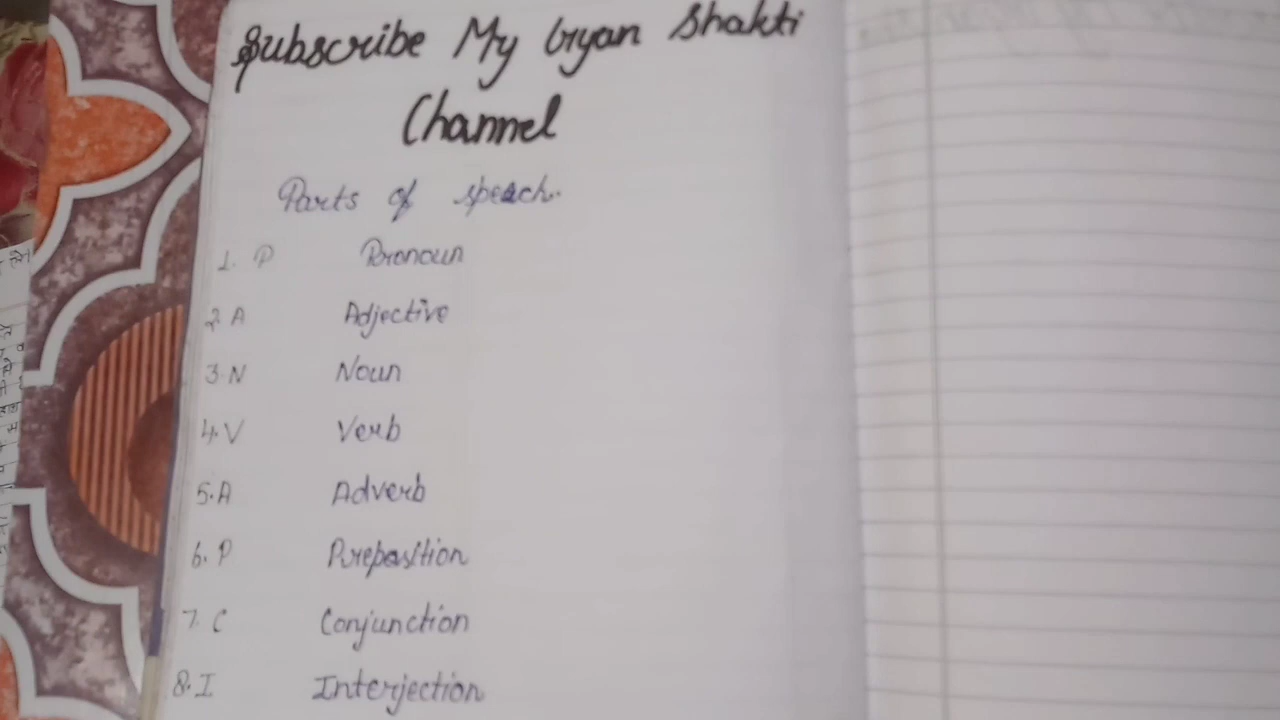 Subscribe My Gyan Shakti
Channel
Parts of speech.
1. P Pronoun
2. A Adjective
3. N Noun
4. V Verb
5. A Adverb
6. P Preposition
7. C Conjunction
8. I Interjection